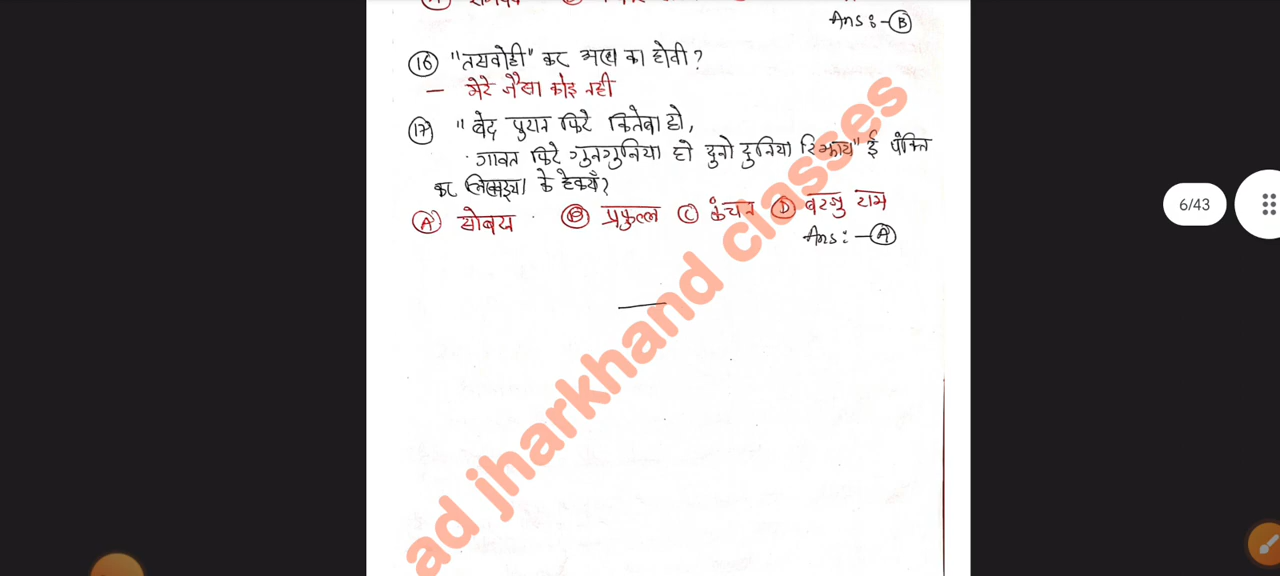 Ans :- (B)
(16) "तयवोही" कर अरथ का होवी ?
– मेरे जैसा कोई नही
(17) "बेद पुरान फिरे कितेबा हो,
गावत फिरे गुनगुनिया हो दुनो दुनिया रिझाय" ई पंक्ति
कर लिखइया के हेकयँ?
(A) सोबरन (B) प्रफुल्ल (C) कंचन (D) बरजु राम
Ans :- (A)
ad jharkhand classes
6/43